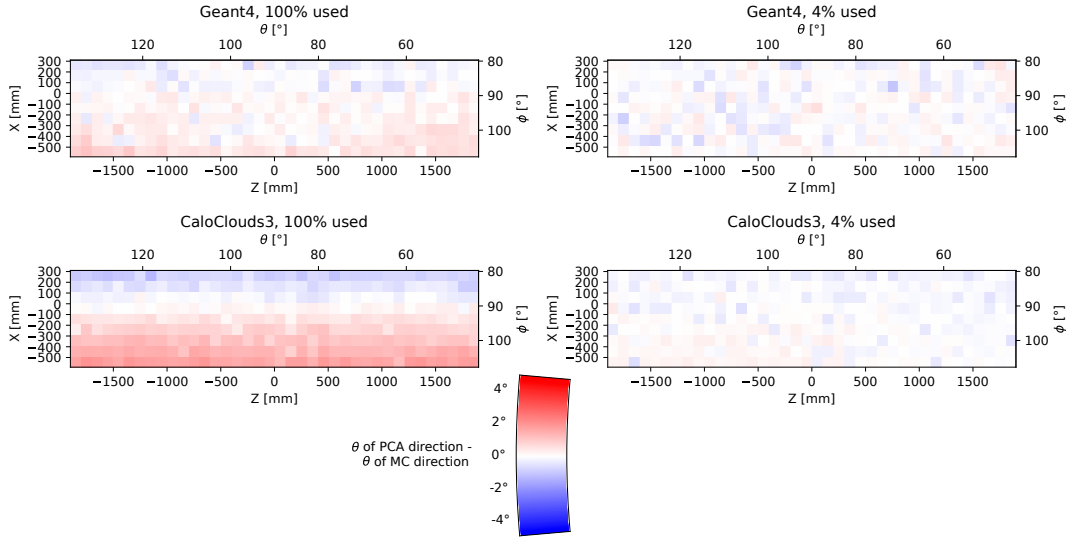 Geant4, 100% used
θ [°]
120 100 80 60
300
200
100
0
−100
−200
−300
−400
−500
X [mm]
80
90
100
ϕ [°]
−1500 −1000 −500 0 500 1000 1500
Z [mm]
Geant4, 4% used
θ [°]
120 100 80 60
300
200
100
0
−100
−200
−300
−400
−500
X [mm]
80
90
100
ϕ [°]
−1500 −1000 −500 0 500 1000 1500
Z [mm]
CaloClouds3, 100% used
θ [°]
120 100 80 60
300
200
100
0
−100
−200
−300
−400
−500
X [mm]
80
90
100
ϕ [°]
−1500 −1000 −500 0 500 1000 1500
Z [mm]
CaloClouds3, 4% used
θ [°]
120 100 80 60
300
200
100
0
−100
−200
−300
−400
−500
X [mm]
80
90
100
ϕ [°]
−1500 −1000 −500 0 500 1000 1500
Z [mm]
θ of PCA direction -
θ of MC direction
4°
2°
0°
-2°
-4°